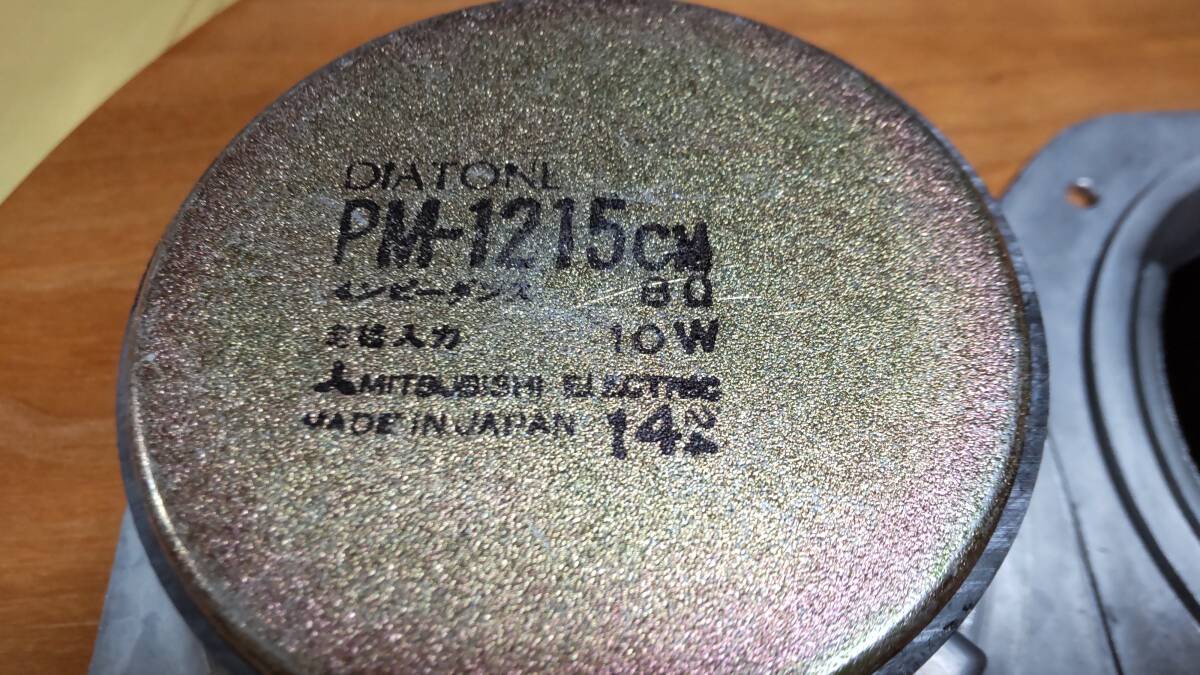 DIATONE
PM-1215CM
インピーダンス 8Ω
定格入力 10W
MITSUBISHI ELECTRIC
MADE IN JAPAN 14